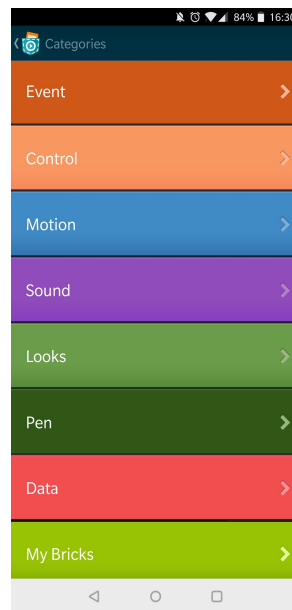 84% 16:30
Categories
Event
Control
Motion
Sound
Looks
Pen
Data
My Bricks